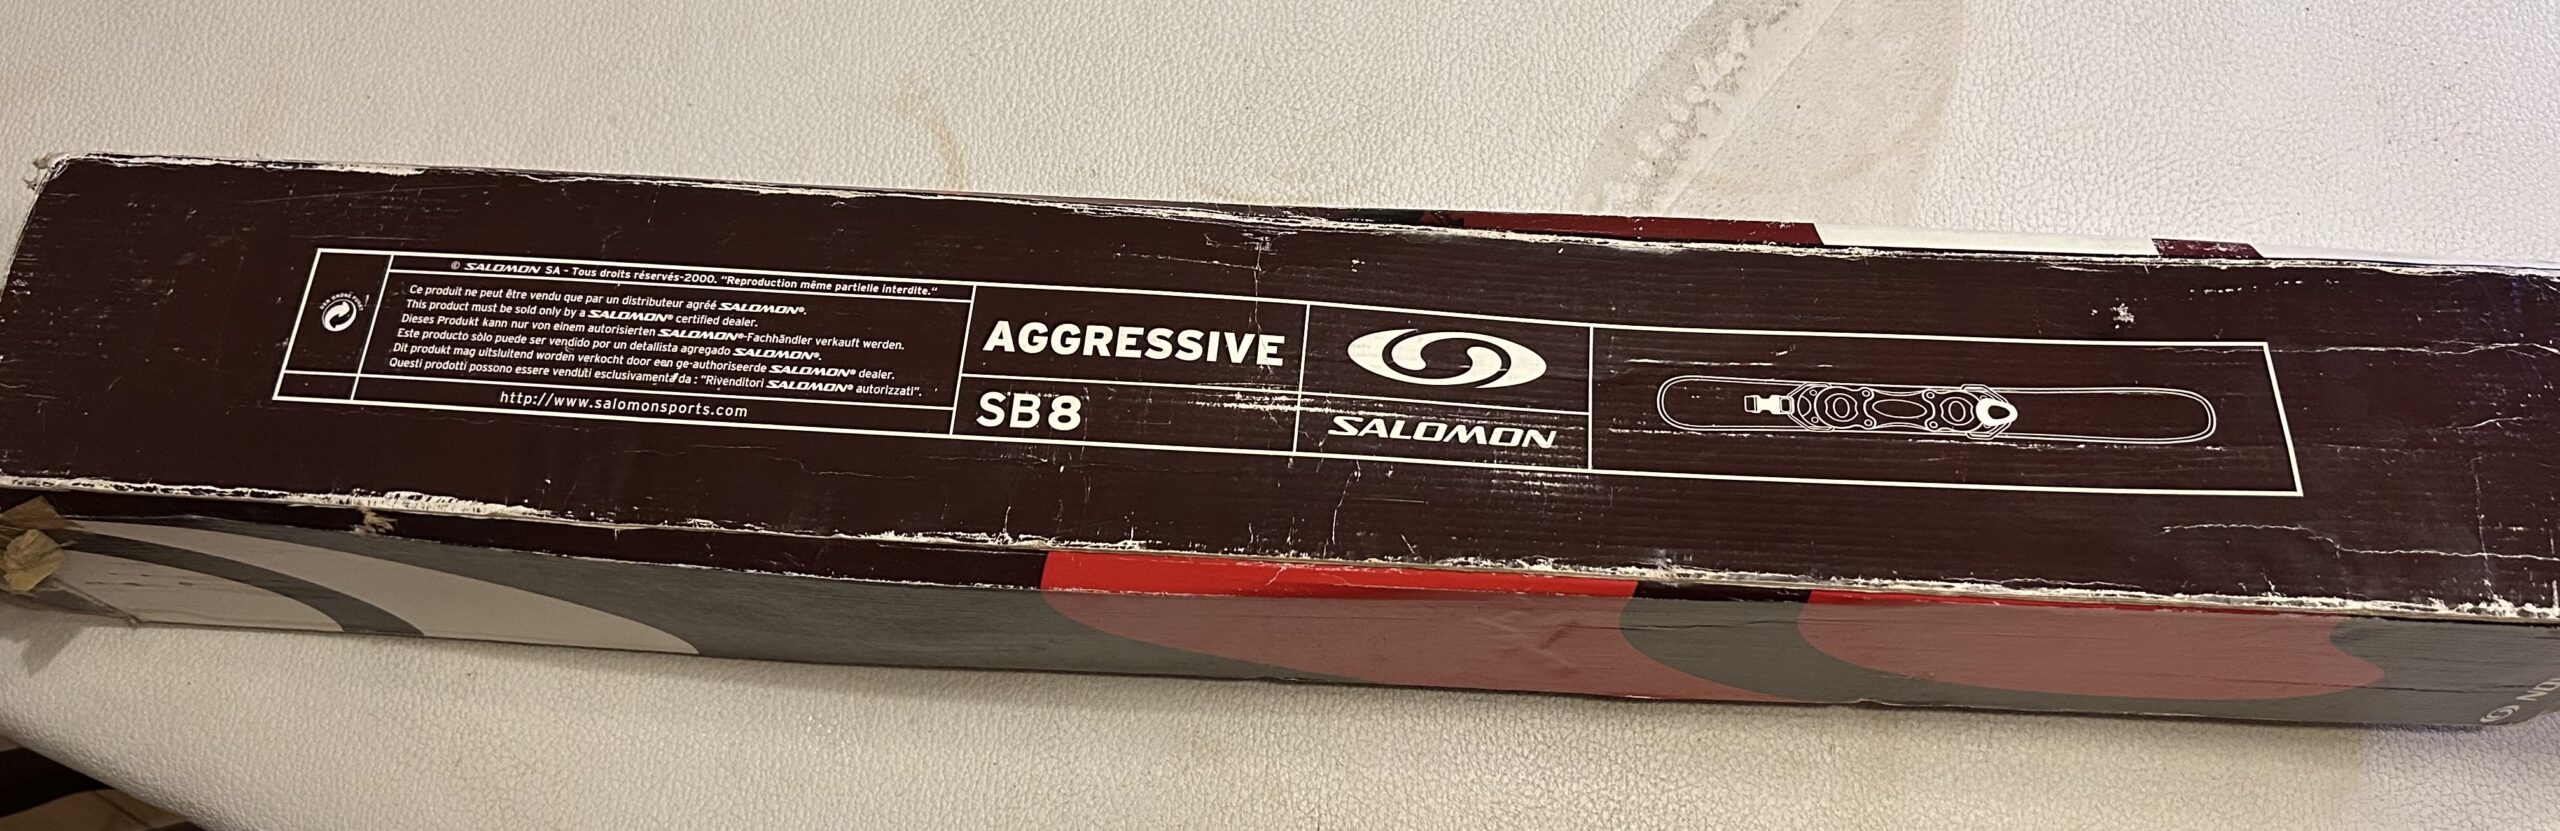 © SALOMON SA - Tous droits réservés-2000. "Reproduction même partielle interdite."
Ce produit ne peut être vendu que par un distributeur agréé SALOMON®.
This product must be sold only by a SALOMON® certified dealer.
Dieses Produkt kann nur von einem autorisierten SALOMON®-Fachhändler verkauft werden.
Este producto sòlo puede ser vendido por un detallista agregado SALOMON®.
Dit produkt mag uitsluitend worden verkocht door een ge-authoriseerde SALOMON® dealer.
Questi prodotti possono essere venduti esclusivamente da : "Rivenditori SALOMON® autorizzati".
http://www.salomonsports.com
AGGRESSIVE
SB8
SALOMON